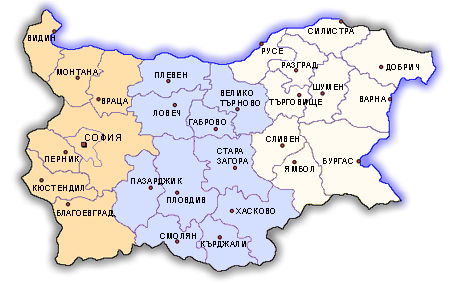 СИЛИСТРА
ВИДИН
РУСЕ
РАЗГРАД
ДОБРИЧ
МОНТАНА
ПЛЕВЕН
ШУМЕН
ВЕЛИКО
ТЪРНОВО
ВРАЦА
ТЪРГОВИЩЕ
ВАРНА
ЛОВЕЧ
ГАБРОВО
СОФИЯ
СЛИВЕН
СТАРА
ЗАГОРА
ПЕРНИК
БУРГАС
ЯМБОЛ
КЮСТЕНДИЛ
ПАЗАРДЖИК
ПЛОВДИВ
БЛАГОЕВГРАД
ХАСКОВО
СМОЛЯН
КЪРДЖАЛИ